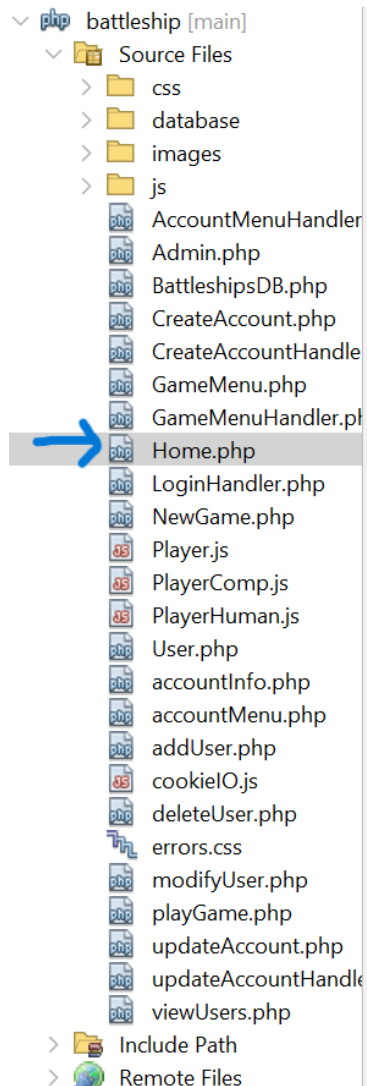 battleship [main]
Source Files
css
database
images
js
AccountMenuHandler
Admin.php
BattleshipsDB.php
CreateAccount.php
CreateAccountHandle
GameMenu.php
GameMenuHandler.ph
Home.php
LoginHandler.php
NewGame.php
Player.js
PlayerComp.js
PlayerHuman.js
User.php
accountInfo.php
accountMenu.php
addUser.php
cookieIO.js
deleteUser.php
errors.css
modifyUser.php
playGame.php
updateAccount.php
updateAccountHandle
viewUsers.php
Include Path
Remote Files